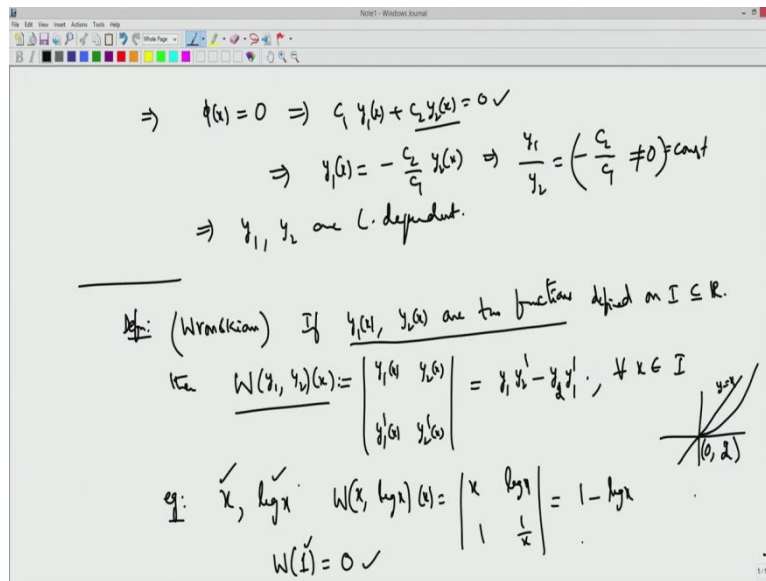 Note1 - Windows Journal
File Edit View Insert Actions Tools Help
Whole Page
B I
⇒ ϕ(x) = 0 ⇒ c₁ y₁(x) + c₂ y₂(x) = 0 ✓
⇒ y₁(x) = - c₂/c₁ y₂(x) ⇒ y₁/y₂ = (- c₂/c₁ ≠ 0) = const
⇒ y₁, y₂ are L. dependent.
Defn: (Wronskian) If y₁(x), y₂(x) are two functions defined on I ⊆ R.
then W(y₁, y₂)(x) := | y₁(x) y₂(x) | = y₁ y₂' - y₂ y₁', ∀ x ∈ I
| y₁'(x) y₂'(x) |
y=x
(0, 2)
eg: x, log x W(x, log x)(x) = | x log x | = 1 - log x
| 1 1/x |
W(1) = 0 ✓